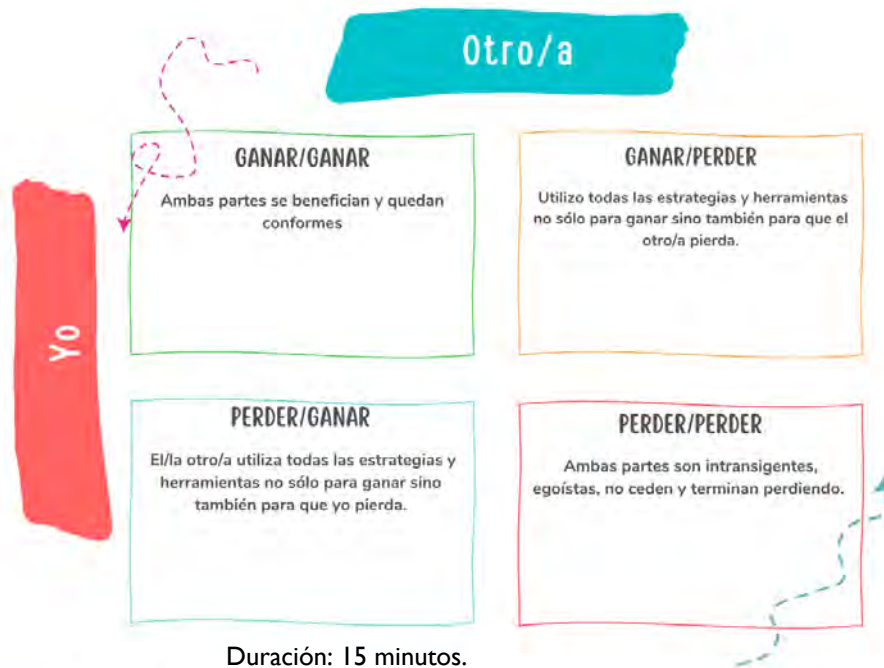 Otro/a
Yo
GANAR/GANAR
Ambas partes se benefician y quedan
conformes
GANAR/PERDER
Utilizo todas las estrategias y herramientas
no sólo para ganar sino también para que el
otro/a pierda.
PERDER/GANAR
El/la otro/a utiliza todas las estrategias y
herramientas no sólo para ganar sino
también para que yo pierda.
PERDER/PERDER
Ambas partes son intransigentes,
egoístas, no ceden y terminan perdiendo.
Duración: 15 minutos.